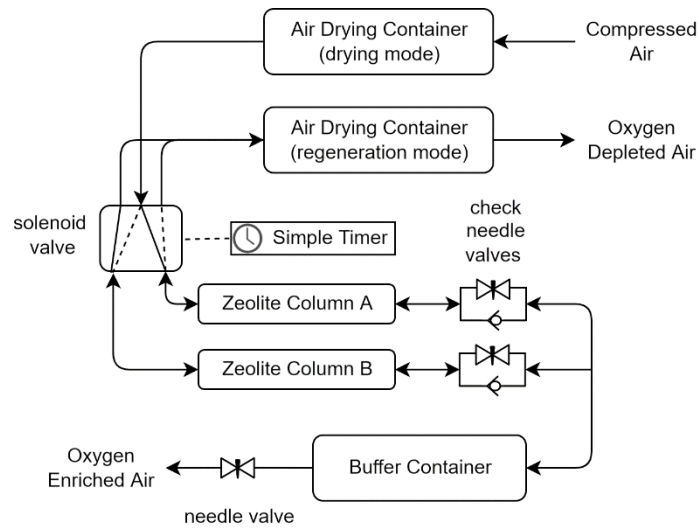 Air Drying Container
(drying mode)
Compressed
Air
Air Drying Container
(regeneration mode)
Oxygen
Depleted Air
solenoid
valve
Simple Timer
check
needle
valves
Zeolite Column A
Zeolite Column B
Oxygen
Enriched Air
needle valve
Buffer Container